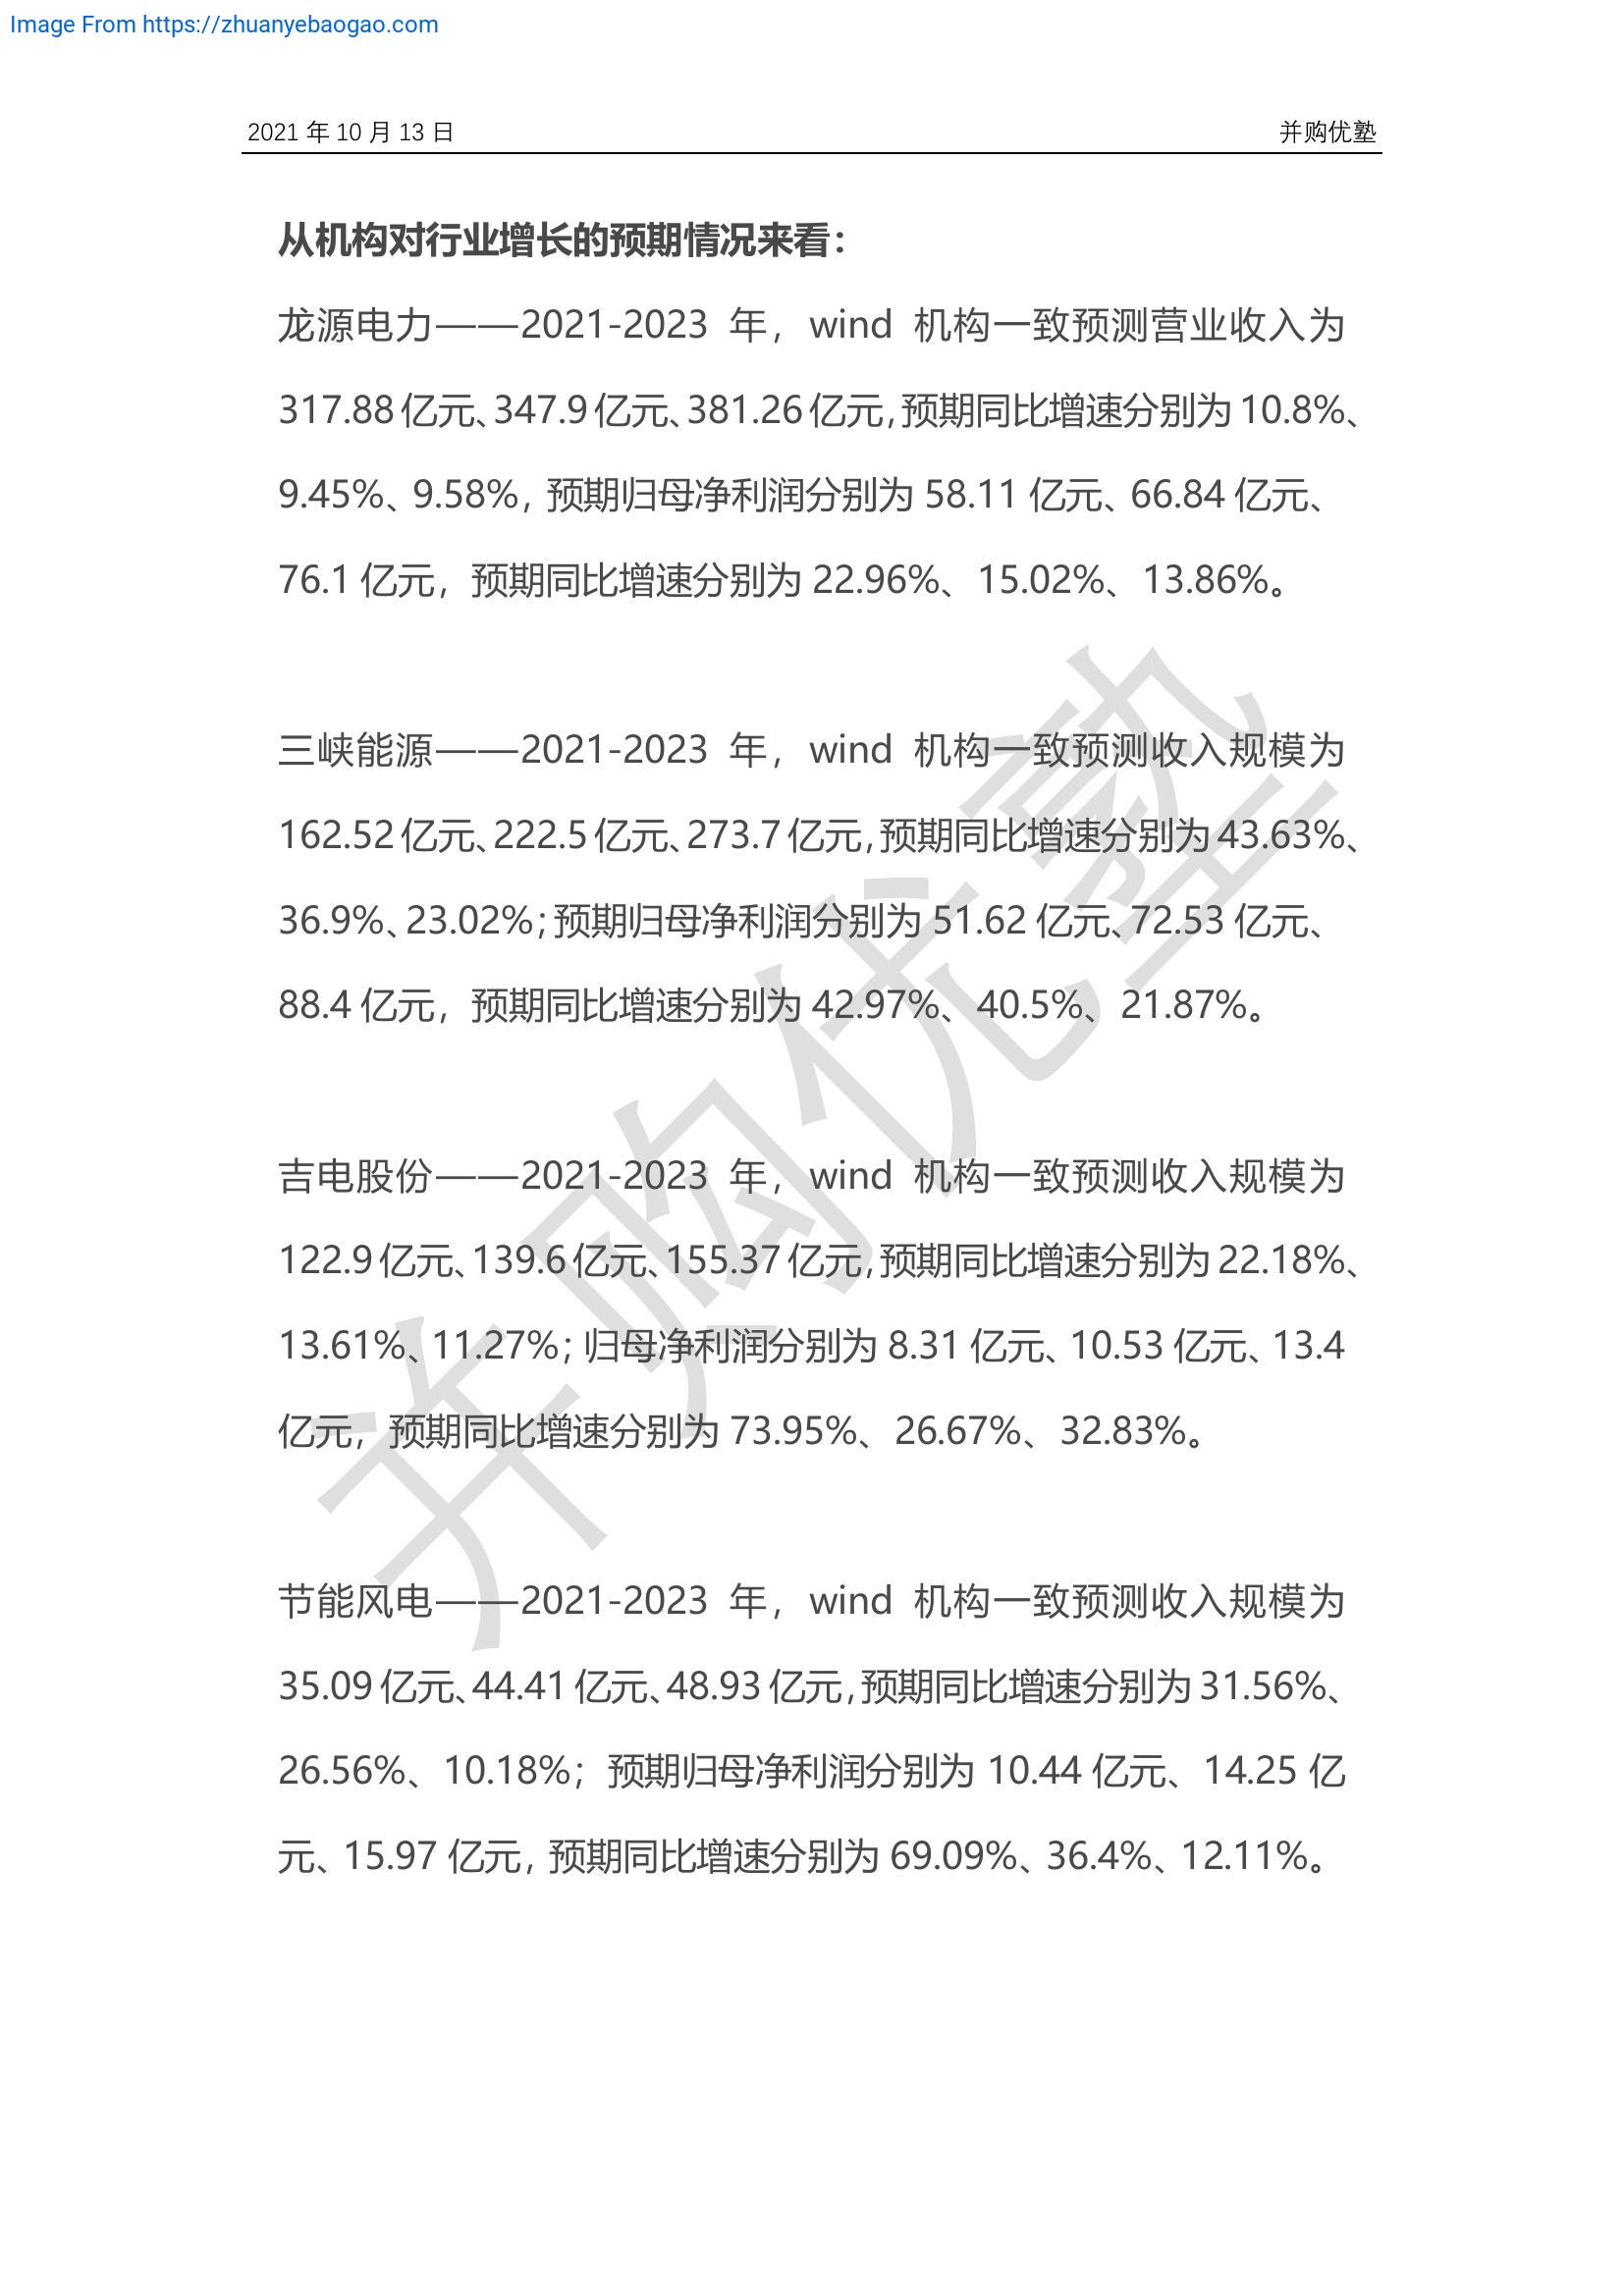 Image From https://zhuanyebaogao.com
2021 年 10 月 13 日 并购优塾
从机构对行业增长的预期情况来看：
龙源电力——2021-2023 年，wind 机构一致预测营业收入为
317.88 亿元、347.9 亿元、381.26 亿元，预期同比增速分别为 10.8%、
9.45%、9.58%，预期归母净利润分别为 58.11 亿元、66.84 亿元、
76.1 亿元，预期同比增速分别为 22.96%、15.02%、13.86%。
三峡能源——2021-2023 年，wind 机构一致预测收入规模为
162.52 亿元、222.5 亿元、273.7 亿元，预期同比增速分别为 43.63%、
36.9%、23.02%；预期归母净利润分别为 51.62 亿元、72.53 亿元、
88.4 亿元，预期同比增速分别为 42.97%、40.5%、21.87%。
吉电股份——2021-2023 年，wind 机构一致预测收入规模为
122.9 亿元、139.6 亿元、155.37 亿元，预期同比增速分别为 22.18%、
13.61%、11.27%；归母净利润分别为 8.31 亿元、10.53 亿元、13.4
亿元，预期同比增速分别为 73.95%、26.67%、32.83%。
节能风电——2021-2023 年，wind 机构一致预测收入规模为
35.09 亿元、44.41 亿元、48.93 亿元，预期同比增速分别为 31.56%、
26.56%、10.18%；预期归母净利润分别为 10.44 亿元、14.25 亿
元、15.97 亿元，预期同比增速分别为 69.09%、36.4%、12.11%。
并购优塾